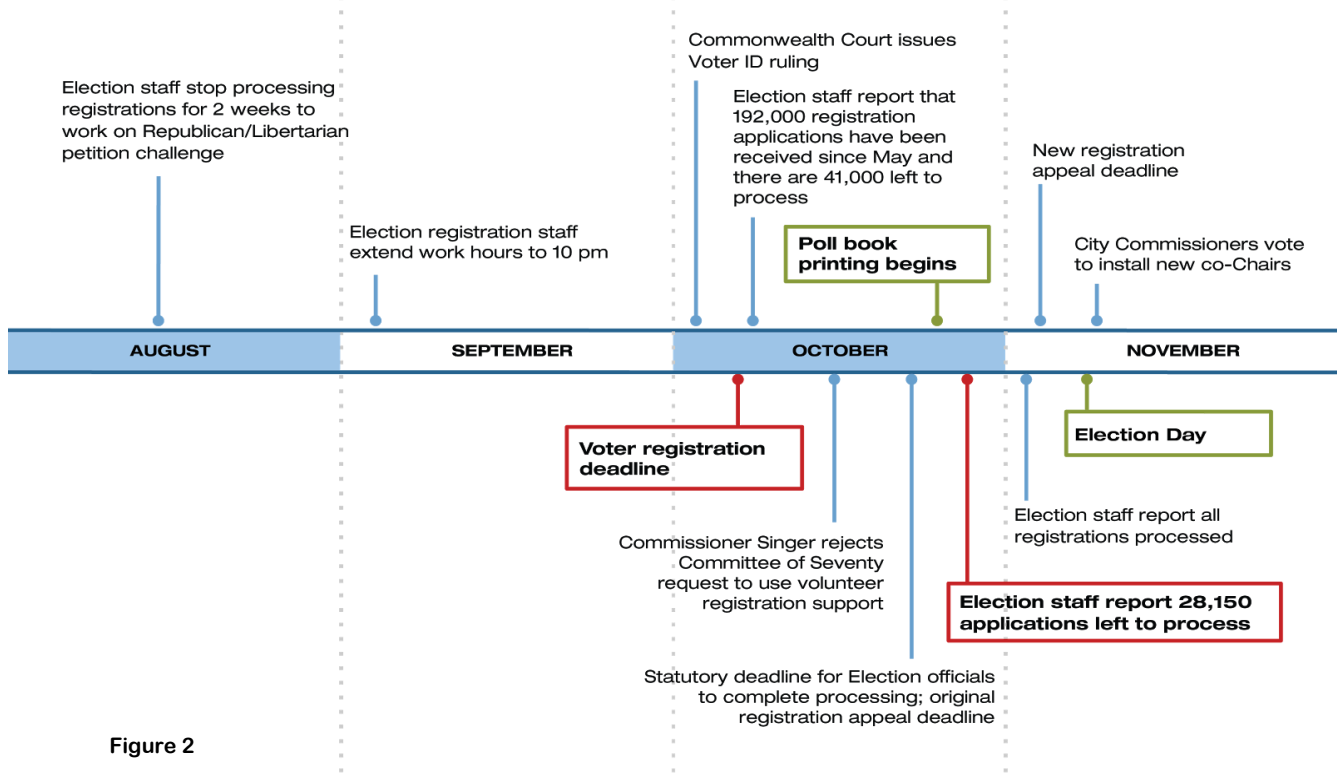 Commonwealth Court issues
Voter ID ruling
Election staff stop processing
registrations for 2 weeks to
work on Republican/Libertarian
petition challenge
Election staff report that
192,000 registration
applications have been
received since May and
there are 41,000 left to
process
New registration
appeal deadline
Election registration staff
extend work hours to 10 pm
Poll book
printing begins
City Commissioners vote
to install new co-Chairs
AUGUST
SEPTEMBER
OCTOBER
NOVEMBER
Voter registration
deadline
Election Day
Commissioner Singer rejects
Committee of Seventy
request to use volunteer
registration support
Election staff report all
registrations processed
Election staff report 28,150
applications left to process
Statutory deadline for Election officials
to complete processing; original
registration appeal deadline
Figure 2